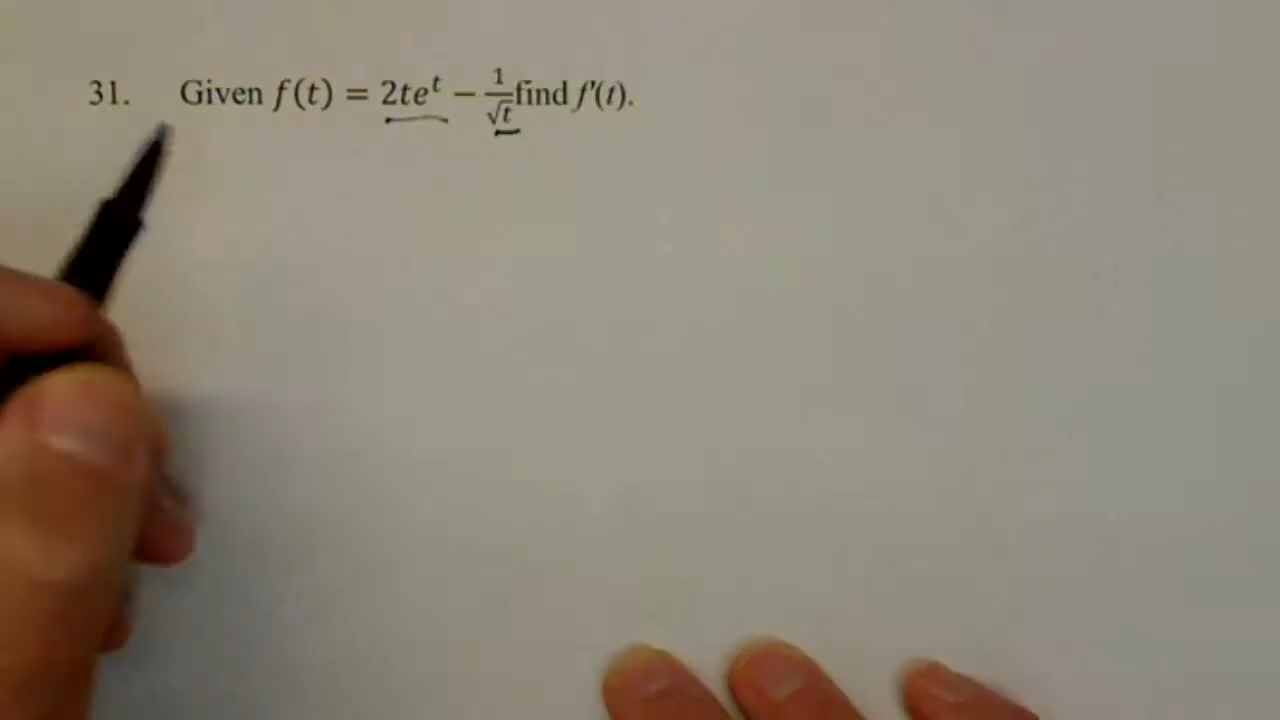 31. Given f(t) = 2te^t − 1/√t find f'(t).